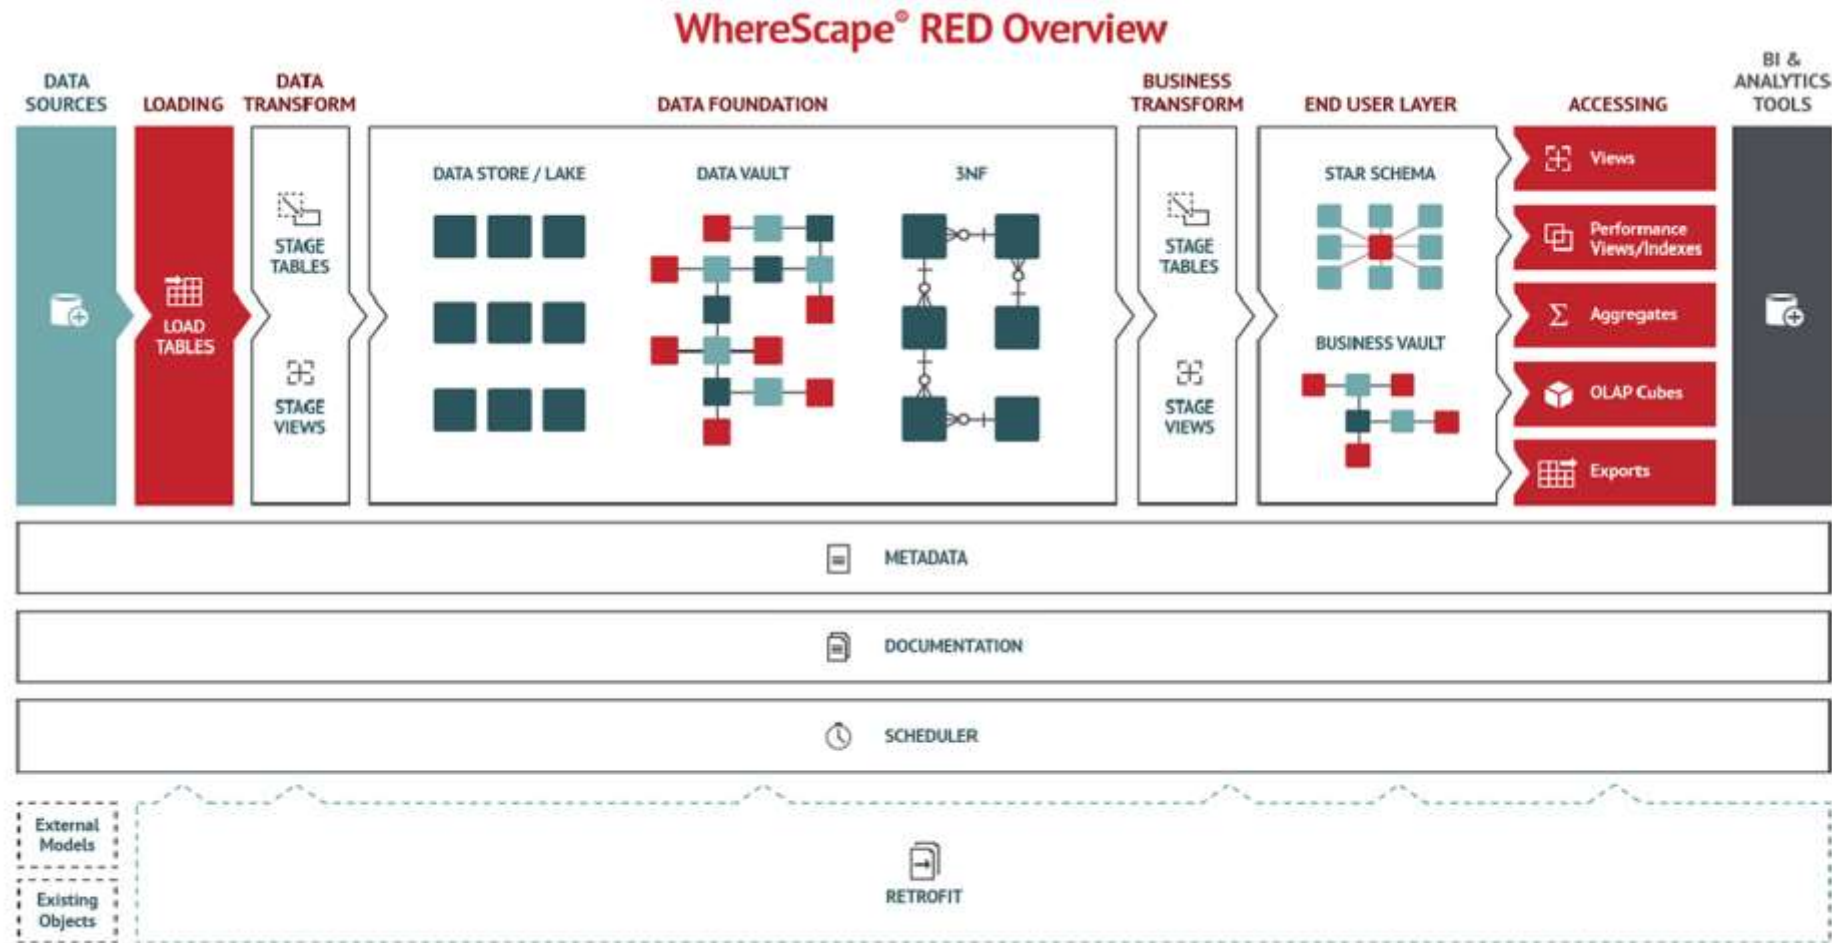 WhereScape® RED Overview
DATA
SOURCES
LOADING
DATA
TRANSFORM
DATA FOUNDATION
BUSINESS
TRANSFORM
END USER LAYER
ACCESSING
BI &
ANALYTICS
TOOLS
LOAD
TABLES
STAGE
TABLES
STAGE
VIEWS
DATA STORE / LAKE
DATA VAULT
3NF
STAGE
TABLES
STAGE
VIEWS
STAR SCHEMA
BUSINESS VAULT
Views
Performance
Views/Indexes
Σ Aggregates
OLAP Cubes
Exports
METADATA
DOCUMENTATION
SCHEDULER
External
Models
Existing
Objects
RETROFIT